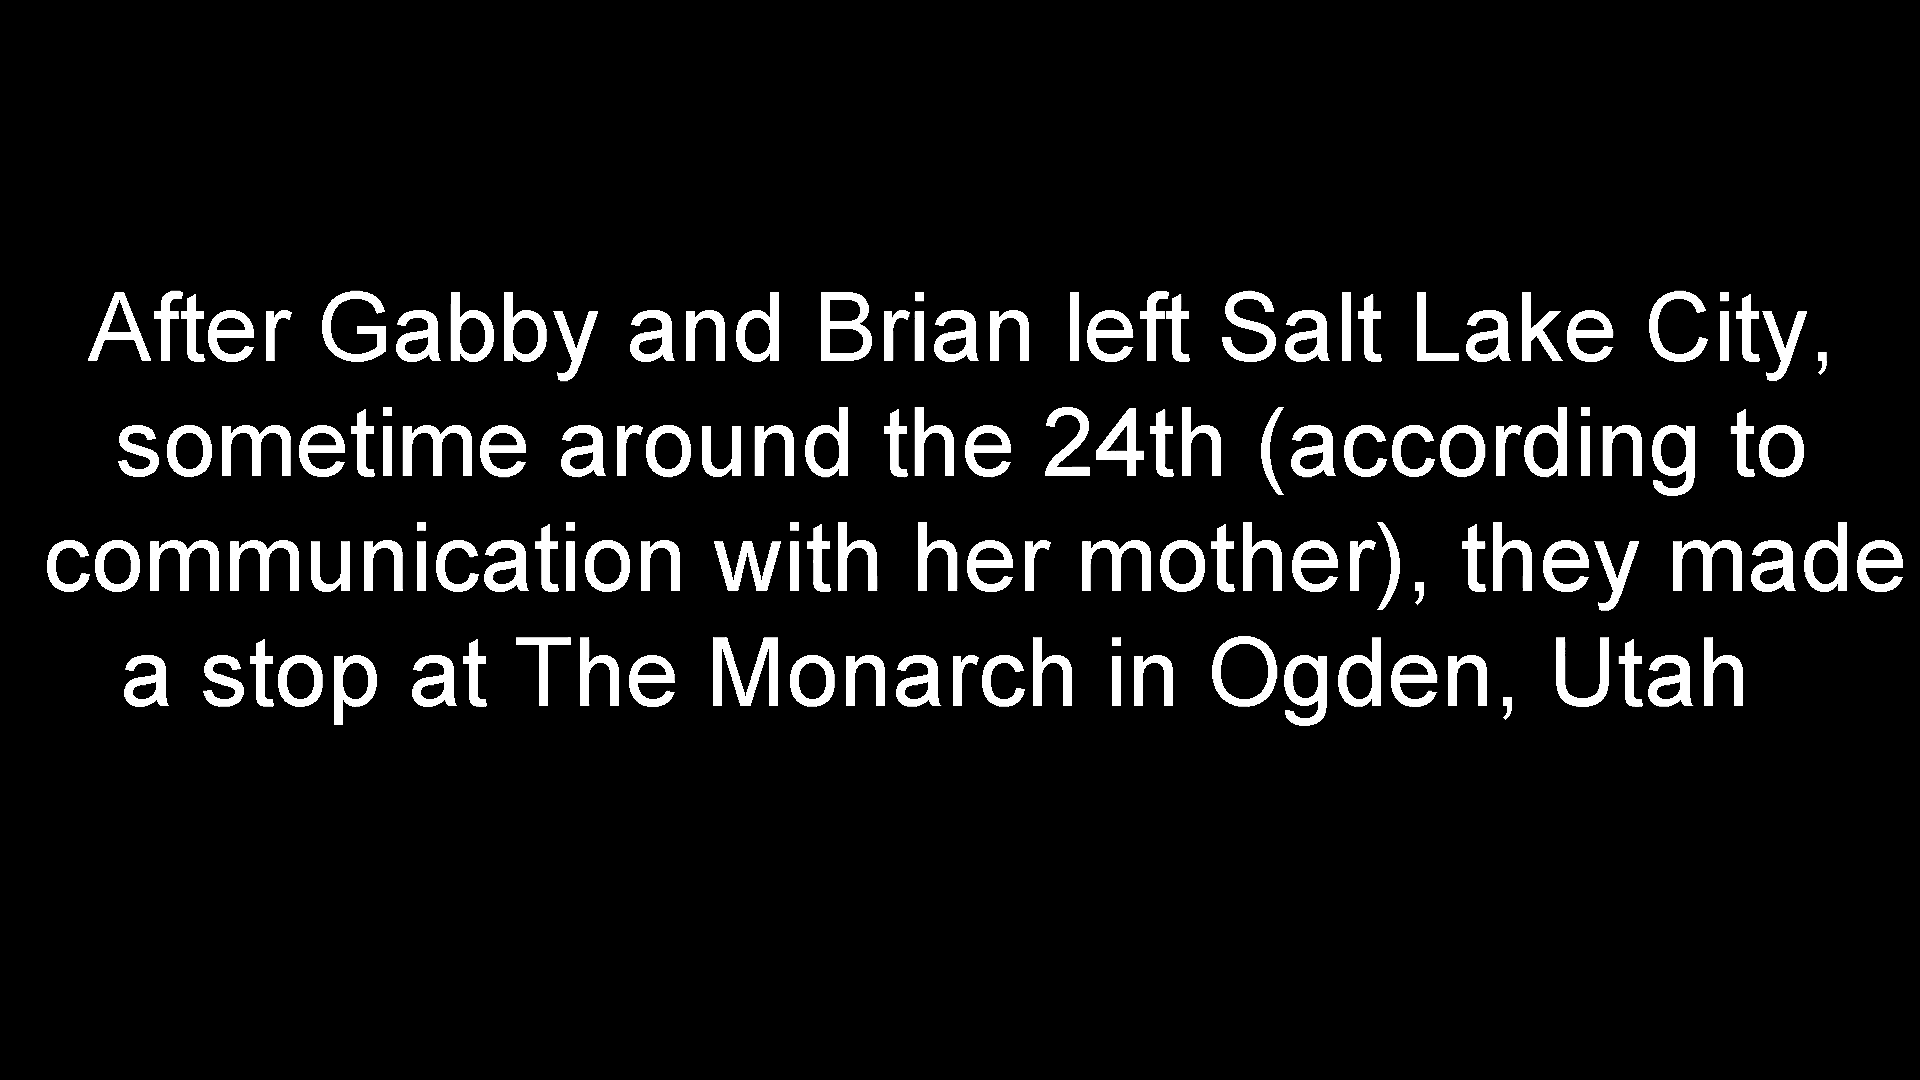 After Gabby and Brian left Salt Lake City,
sometime around the 24th (according to
communication with her mother), they made
a stop at The Monarch in Ogden, Utah